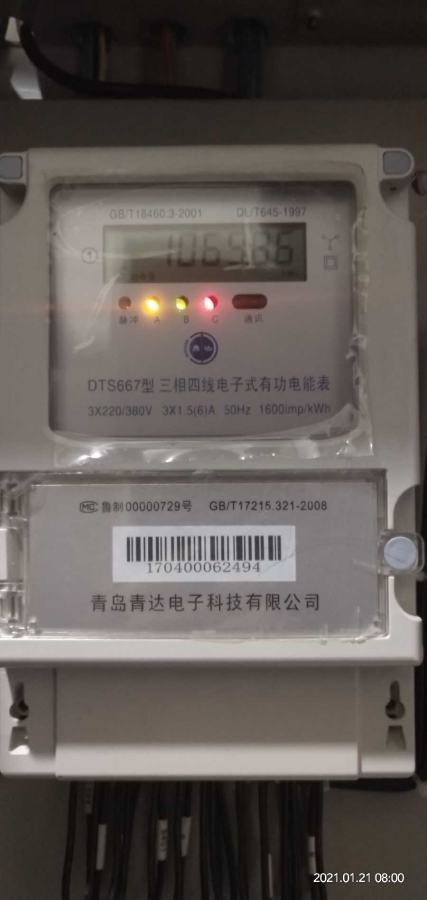 GB/T18460.3-2001 DL/T645-1997
1
脉冲 A B C 通讯
DTS667型 三相四线电子式有功电能表
3X220/380V 3X1.5(6)A 50Hz 1600imp/kWh
MC 鲁制00000729号 GB/T17215.321-2008
170400062494
青岛青达电子科技有限公司
2021.01.21 08:00